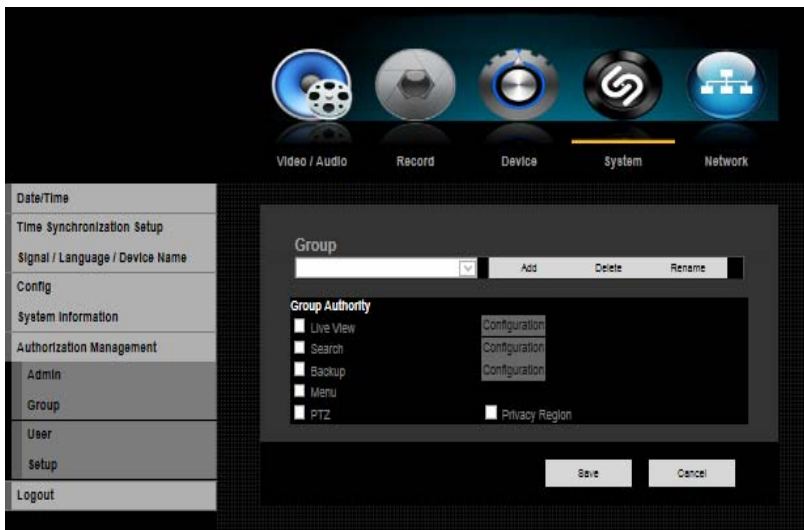 Video / Audio Record Device System Network
Date/Time
Time Synchronization Setup
Signal / Language / Device Name
Config
System Information
Authorization Management
Admin
Group
User
Setup
Logout
Group
Add Delete Rename
Group Authority
Live View Configuration
Search Configuration
Backup Configuration
Menu
PTZ Privacy Region
Save Cancel